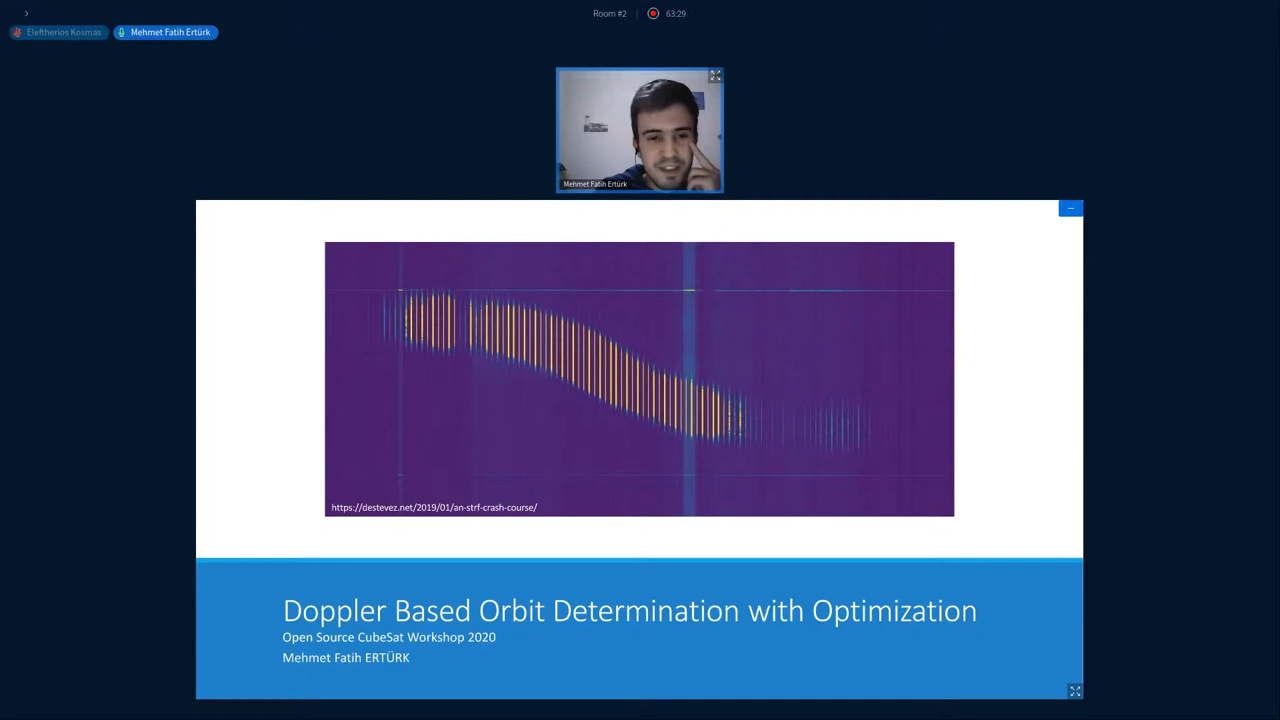 Room #2
63:29
Eleftherios Kosmas
Mehmet Fatih Ertürk
Mehmet Fatih Ertürk
https://destevez.net/2019/01/an-strf-crash-course/
Doppler Based Orbit Determination with Optimization
Open Source CubeSat Workshop 2020
Mehmet Fatih ERTÜRK